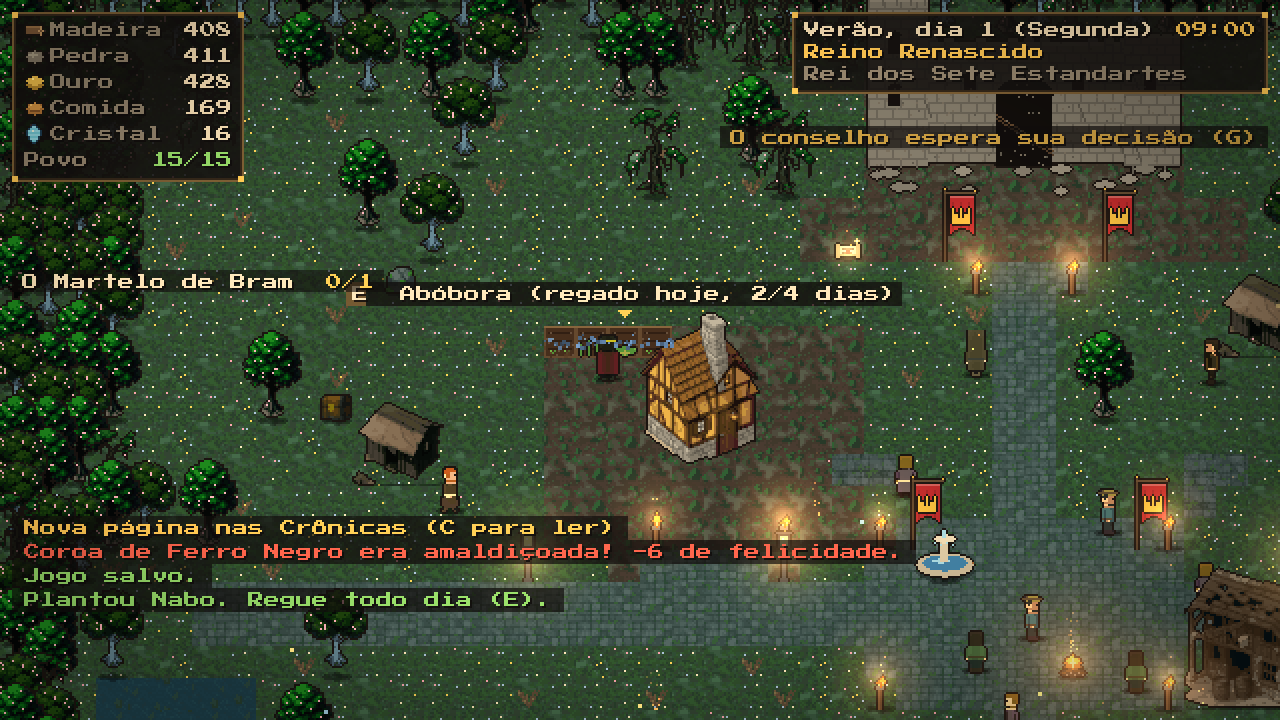 Madeira 408
Pedra 411
Ouro 428
Comida 169
Cristal 16
Povo 15/15
Verão, dia 1 (Segunda) 09:00
Reino Renascido
Rei dos Sete Estandartes
O conselho espera sua decisão (G)
O Martelo de Bram 0/1
E Abóbora (regado hoje, 2/4 dias)
Nova página nas Crônicas (C para ler)
Coroa de Ferro Negro era amaldiçoada! -6 de felicidade.
Jogo salvo.
Plantou Nabo. Regue todo dia (E).